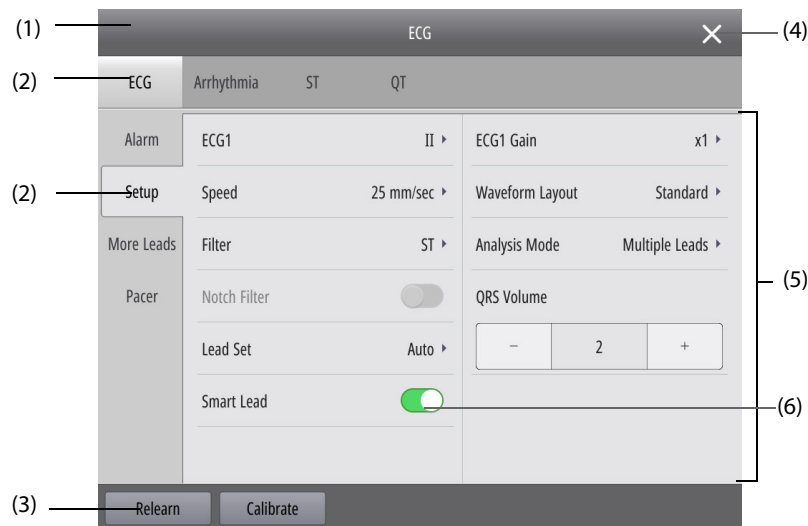 (1) ECG (4)
(2) ECG Arrhythmia ST QT
Alarm ECG1 II ECG1 Gain x1
(2) Setup Speed 25 mm/sec Waveform Layout Standard
More Leads Filter ST Analysis Mode Multiple Leads
(5)
Pacer Notch Filter QRS Volume
Lead Set Auto − 2 +
Smart Lead (6)
(3) Relearn Calibrate